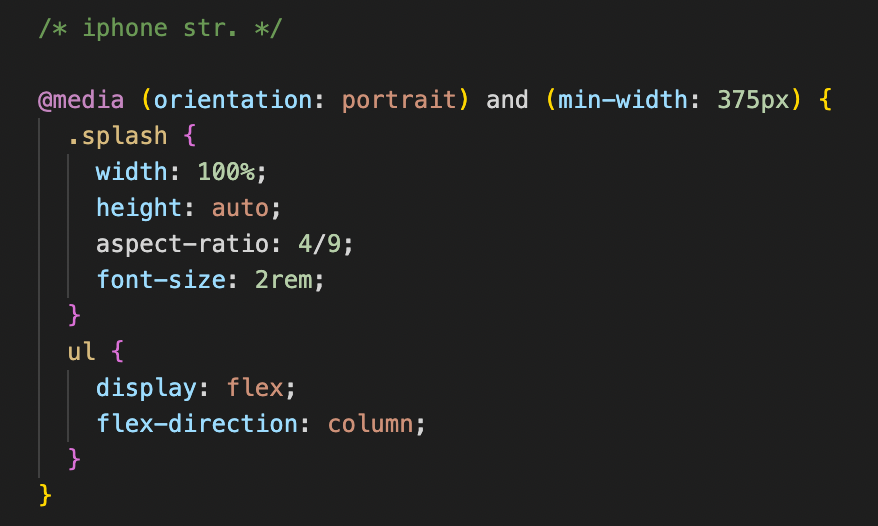 /* iphone str. */
@media (orientation: portrait) and (min-width: 375px) {
.splash {
width: 100%;
height: auto;
aspect-ratio: 4/9;
font-size: 2rem;
}
ul {
display: flex;
flex-direction: column;
}
}